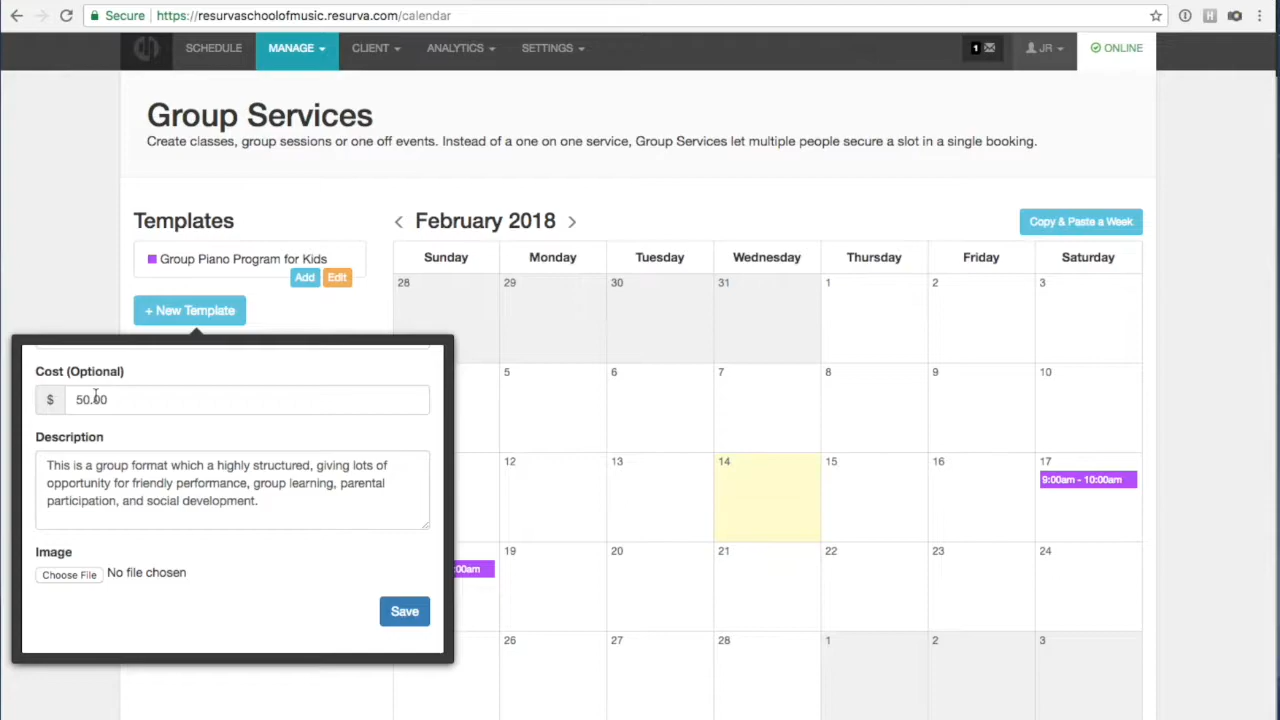 Secure https://resurvaschoolofmusic.resurva.com/calendar
SCHEDULE MANAGE CLIENT ANALYTICS SETTINGS 1 JR ONLINE
Group Services
Create classes, group sessions or one off events. Instead of a one on one service, Group Services let multiple people secure a slot in a single booking.
Templates
Group Piano Program for Kids
Add Edit
+ New Template
February 2018
Copy & Paste a Week
Sunday Monday Tuesday Wednesday Thursday Friday Saturday
28 29 30 31 1 2 3
5 6 7 8 9 10
12 13 14 15 16 17
9:00am - 10:00am
19 20 21 22 23 24
:00am
26 27 28 1 2 3
Cost (Optional)
$ 50.00
Description
This is a group format which a highly structured, giving lots of
opportunity for friendly performance, group learning, parental
participation, and social development.
Image
Choose File No file chosen
Save